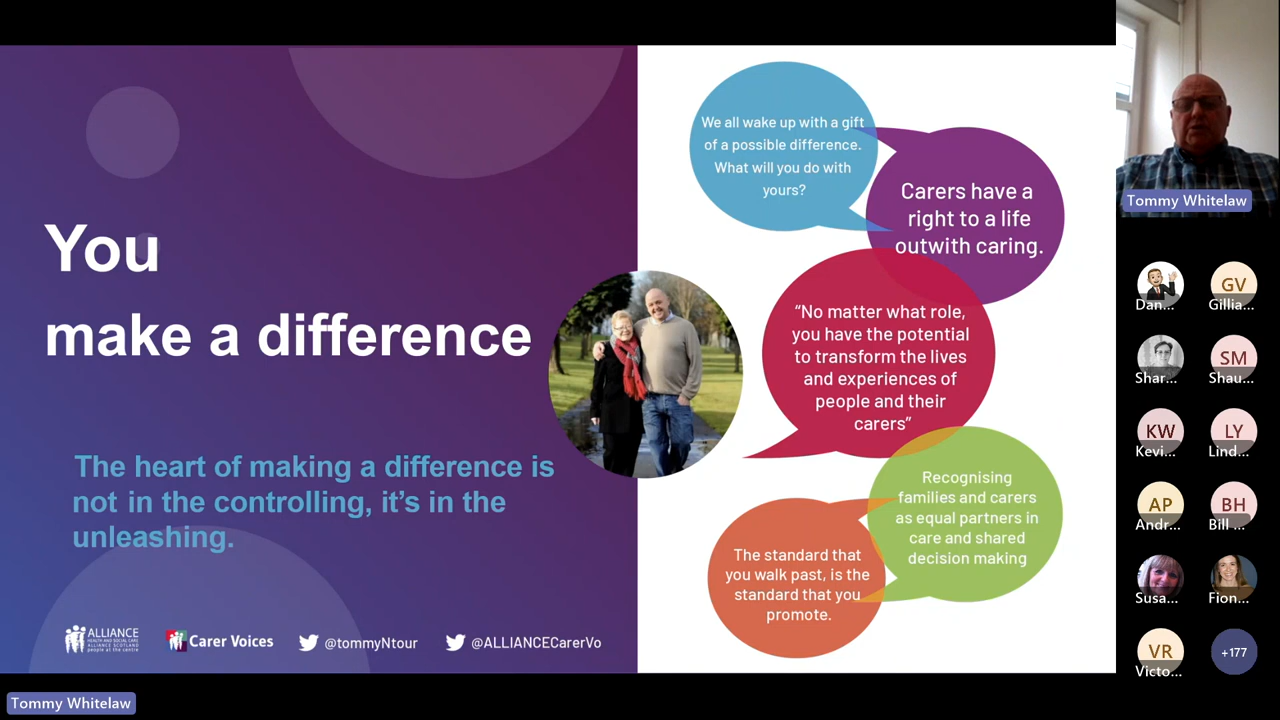 You
make a difference
The heart of making a difference is
not in the controlling, it’s in the
unleashing.
ALLIANCE
HEALTH AND SOCIAL CARE
ALLIANCE SCOTLAND
people at the centre
Carer Voices
@tommyNtour
@ALLIANCECarerVo
We all wake up with a gift
of a possible difference.
What will you do with
yours?
Carers have a
right to a life
outwith caring.
“No matter what role,
you have the potential
to transform the lives
and experiences of
people and their
carers”
Recognising
families and carers
as equal partners in
care and shared
decision making
The standard that
you walk past, is the
standard that you
promote.
Tommy Whitelaw
Tommy Whitelaw
Dan...
GV
Gillia...
Shar...
SM
Shau...
KW
Kevi...
LY
Lind...
AP
Andr...
BH
Bill ...
Susa...
Fion...
VR
Victo...
+177